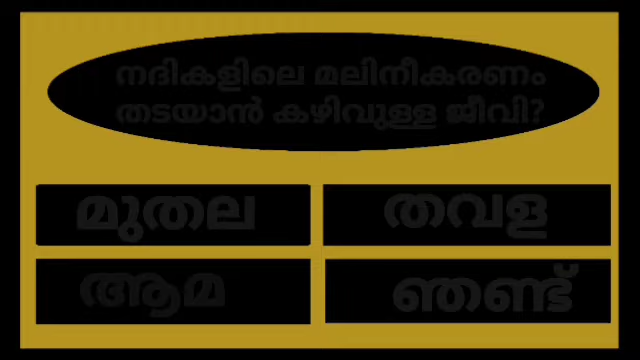 നദികളിലെ മലിനീകരണം
തടയാൻ കഴിവുള്ള ജീവി?
മുതല
തവള
ആമ
ഞണ്ട്